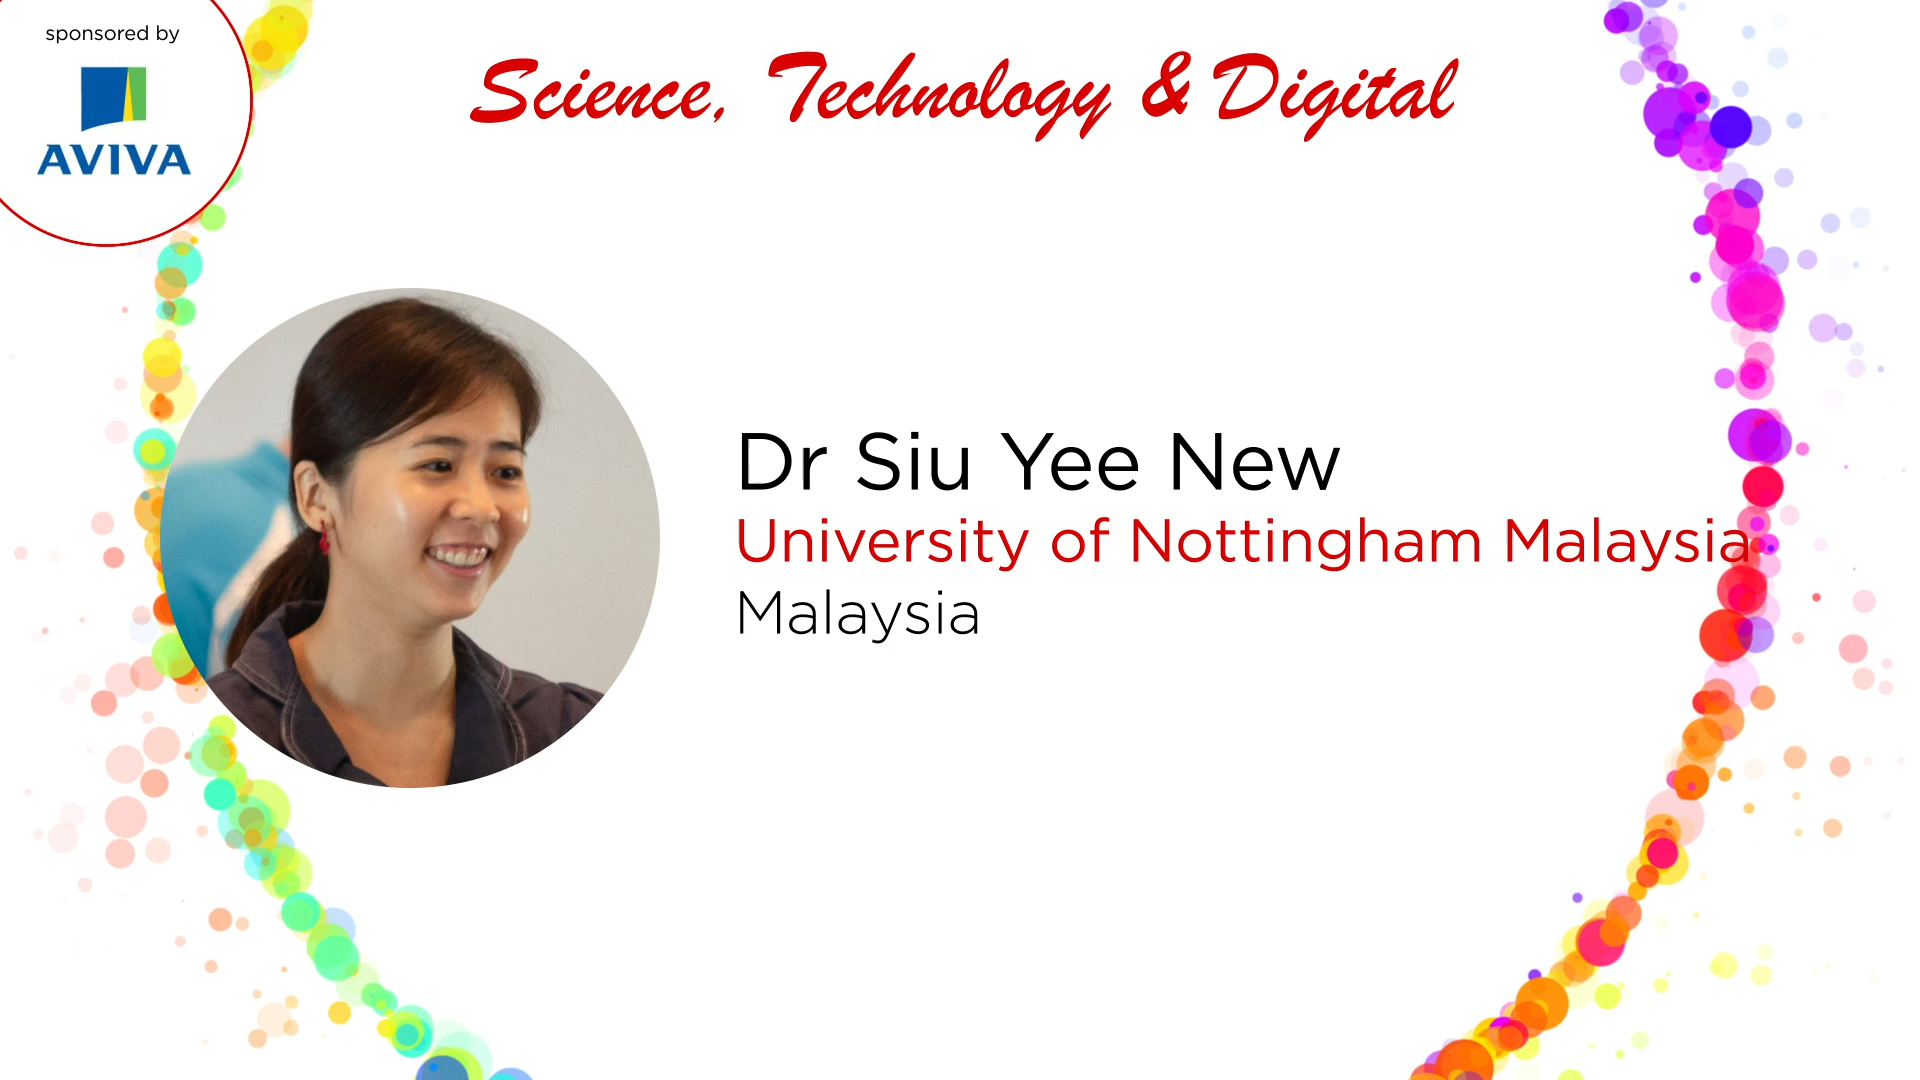 sponsored by
AVIVA
Science, Technology & Digital
Dr Siu Yee New
University of Nottingham Malaysia
Malaysia